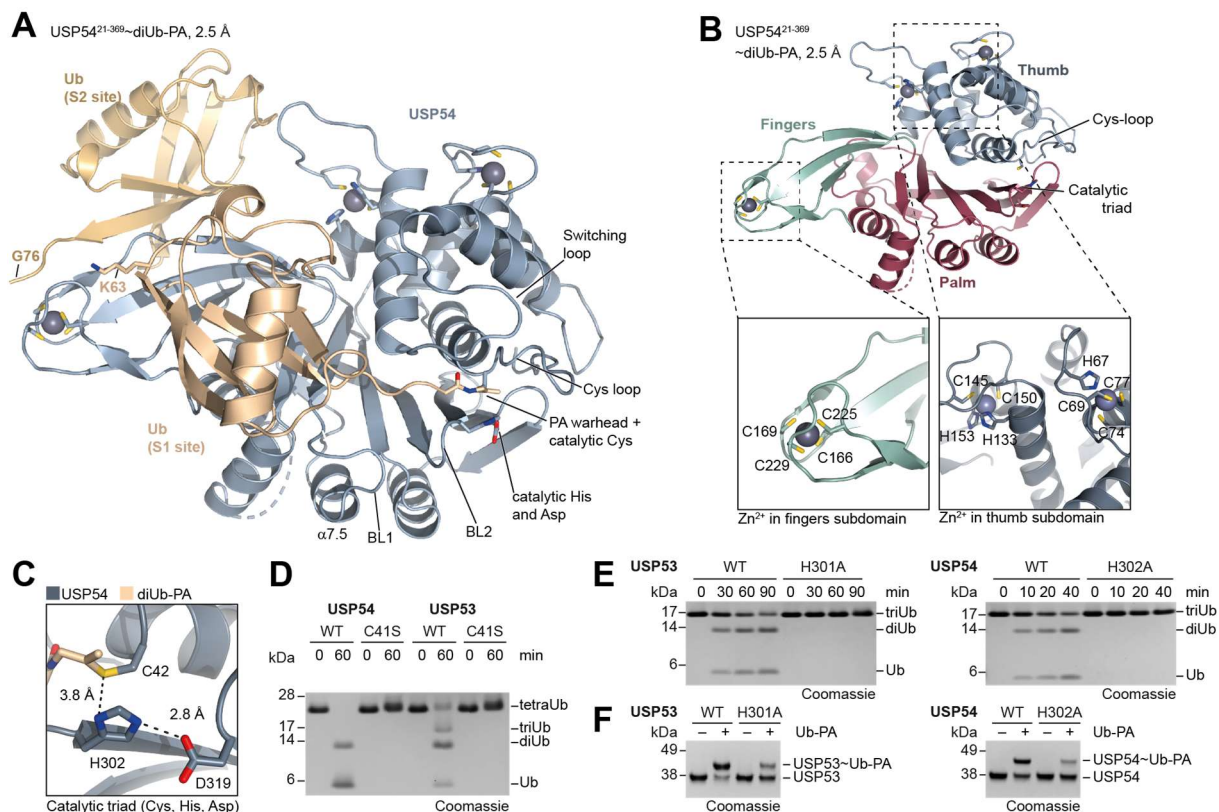 A
USP54²¹⁻³⁶⁹~diUb-PA, 2.5 Å
Ub
(S2 site)
USP54
G76
K63
Switching
loop
Cys loop
PA warhead +
catalytic Cys
Ub
(S1 site)
catalytic His
and Asp
α7.5
BL1
BL2
B
USP54²¹⁻³⁶⁹
~diUb-PA, 2.5 Å
Thumb
Fingers
Cys-loop
Catalytic
triad
Palm
C169
C225
C229
C166
Zn²⁺ in fingers subdomain
H67
C145
C150
C77
C69
H153
H133
C74
Zn²⁺ in thumb subdomain
C
USP54 diUb-PA
C42
3.8 Å
2.8 Å
H302
D319
Catalytic triad (Cys, His, Asp)
D
USP54 USP53
WT C41S WT C41S
kDa 0 60 0 60 0 60 0 60 min
28
17
14
6
tetraUb
triUb
diUb
Ub
Coomassie
E
USP53 WT H301A
kDa 0 30 60 90 0 30 60 90 min
17 triUb
14 diUb
6 Ub
Coomassie
USP54 WT H302A
kDa 0 10 20 40 0 10 20 40 min
17 triUb
14 diUb
6 Ub
Coomassie
F
USP53 WT H301A
kDa – + – + Ub-PA
49
38
USP53~Ub-PA
USP53
Coomassie
USP54 WT H302A
kDa – + – + Ub-PA
49
38
USP54~Ub-PA
USP54
Coomassie